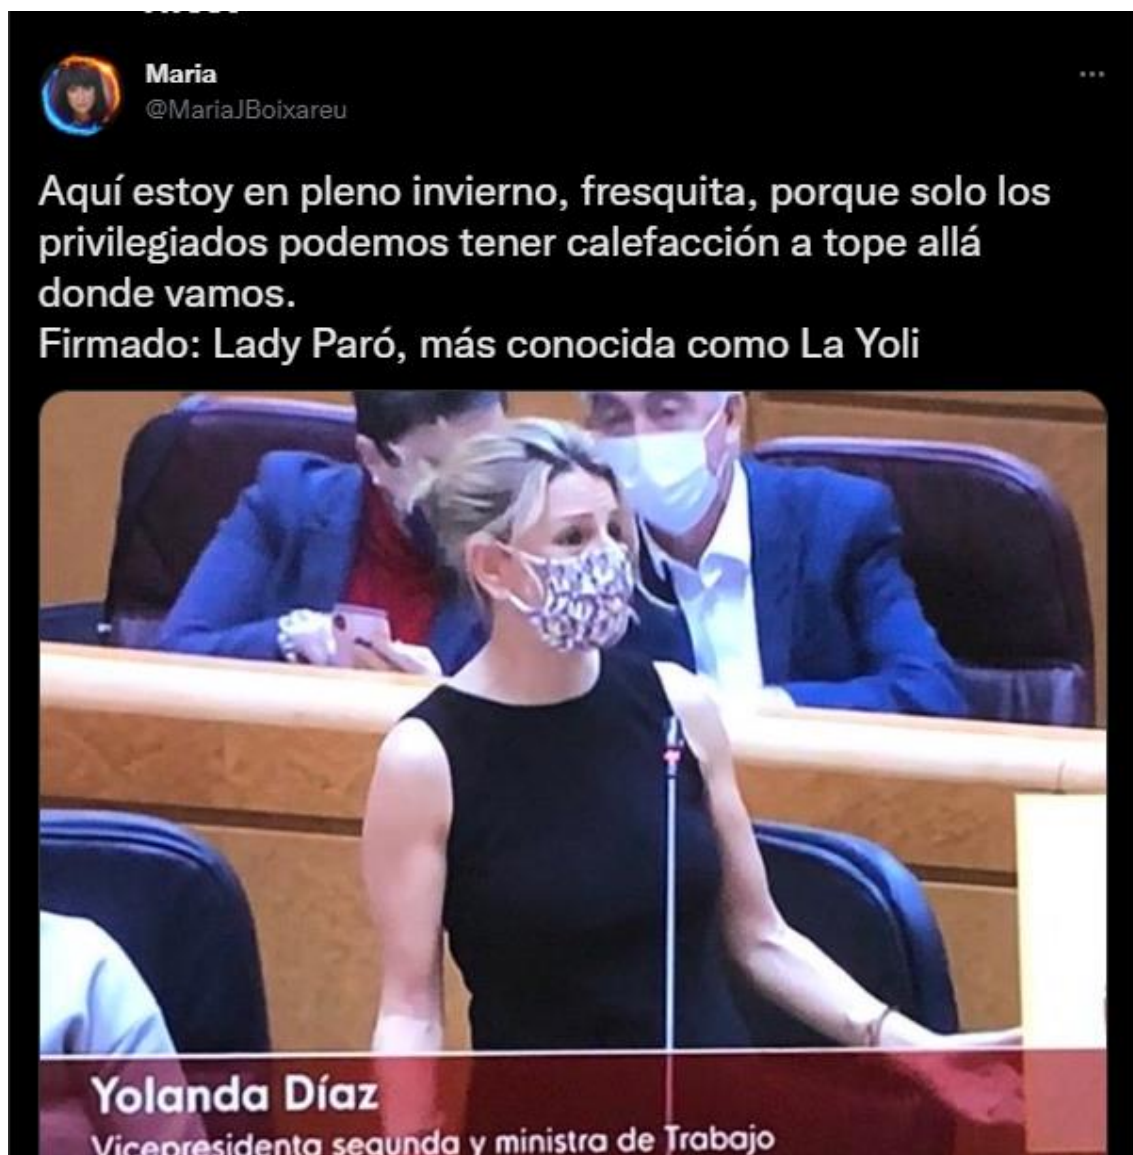 Maria
@MariaJBoixareu
Aquí estoy en pleno invierno, fresquita, porque solo los
privilegiados podemos tener calefacción a tope allá
donde vamos.
Firmado: Lady Paró, más conocida como La Yoli
Yolanda Díaz
Vicepresidenta segunda y ministra de Trabajo